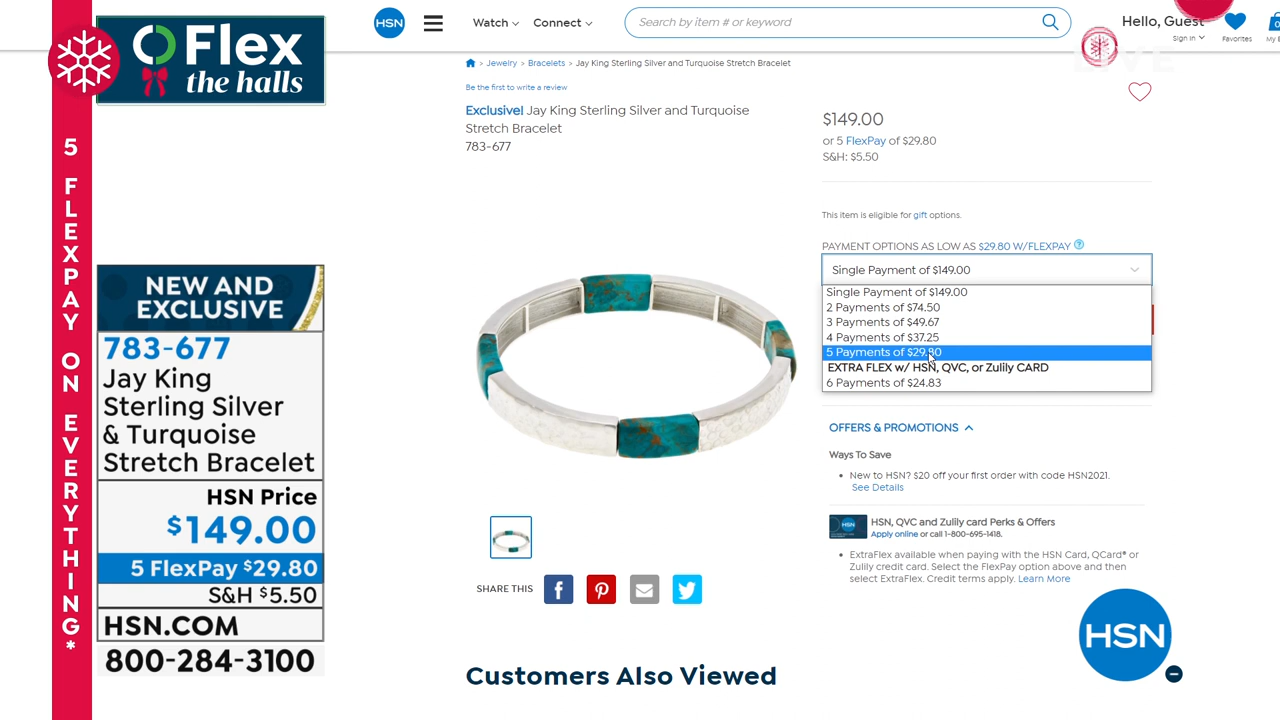 Flex
the halls
5 FLEXPAY ON EVERYTHING*
NEW AND
EXCLUSIVE
783-677
Jay King
Sterling Silver
& Turquoise
Stretch Bracelet
HSN Price
$149.00
5 FlexPay $29.80
S&H $5.50
HSN.COM
800-284-3100
HSN
Watch
Connect
Search by item # or keyword
Hello, Guest
Sign In
Favorites
LIVE
Jewelry › Bracelets › Jay King Sterling Silver and Turquoise Stretch Bracelet
Be the first to write a review
Exclusive! Jay King Sterling Silver and Turquoise
Stretch Bracelet
783-677
$149.00
or 5 FlexPay of $29.80
S&H: $5.50
This item is eligible for gift options.
PAYMENT OPTIONS AS LOW AS $29.80 W/FLEXPAY ?
Single Payment of $149.00
Single Payment of $149.00
2 Payments of $74.50
3 Payments of $49.67
4 Payments of $37.25
5 Payments of $29.80
EXTRA FLEX w/ HSN, QVC, or Zulily CARD
6 Payments of $24.83
OFFERS & PROMOTIONS
Ways To Save
• New to HSN? $20 off your first order with code HSN2021.
See Details
HSN
HSN, QVC and Zulily card Perks & Offers
Apply online or call 1-800-695-1418.
• ExtraFlex available when paying with the HSN Card, QCard® or
Zulily credit card. Select the FlexPay option above and then
select ExtraFlex. Credit terms apply. Learn More
SHARE THIS
HSN
Customers Also Viewed